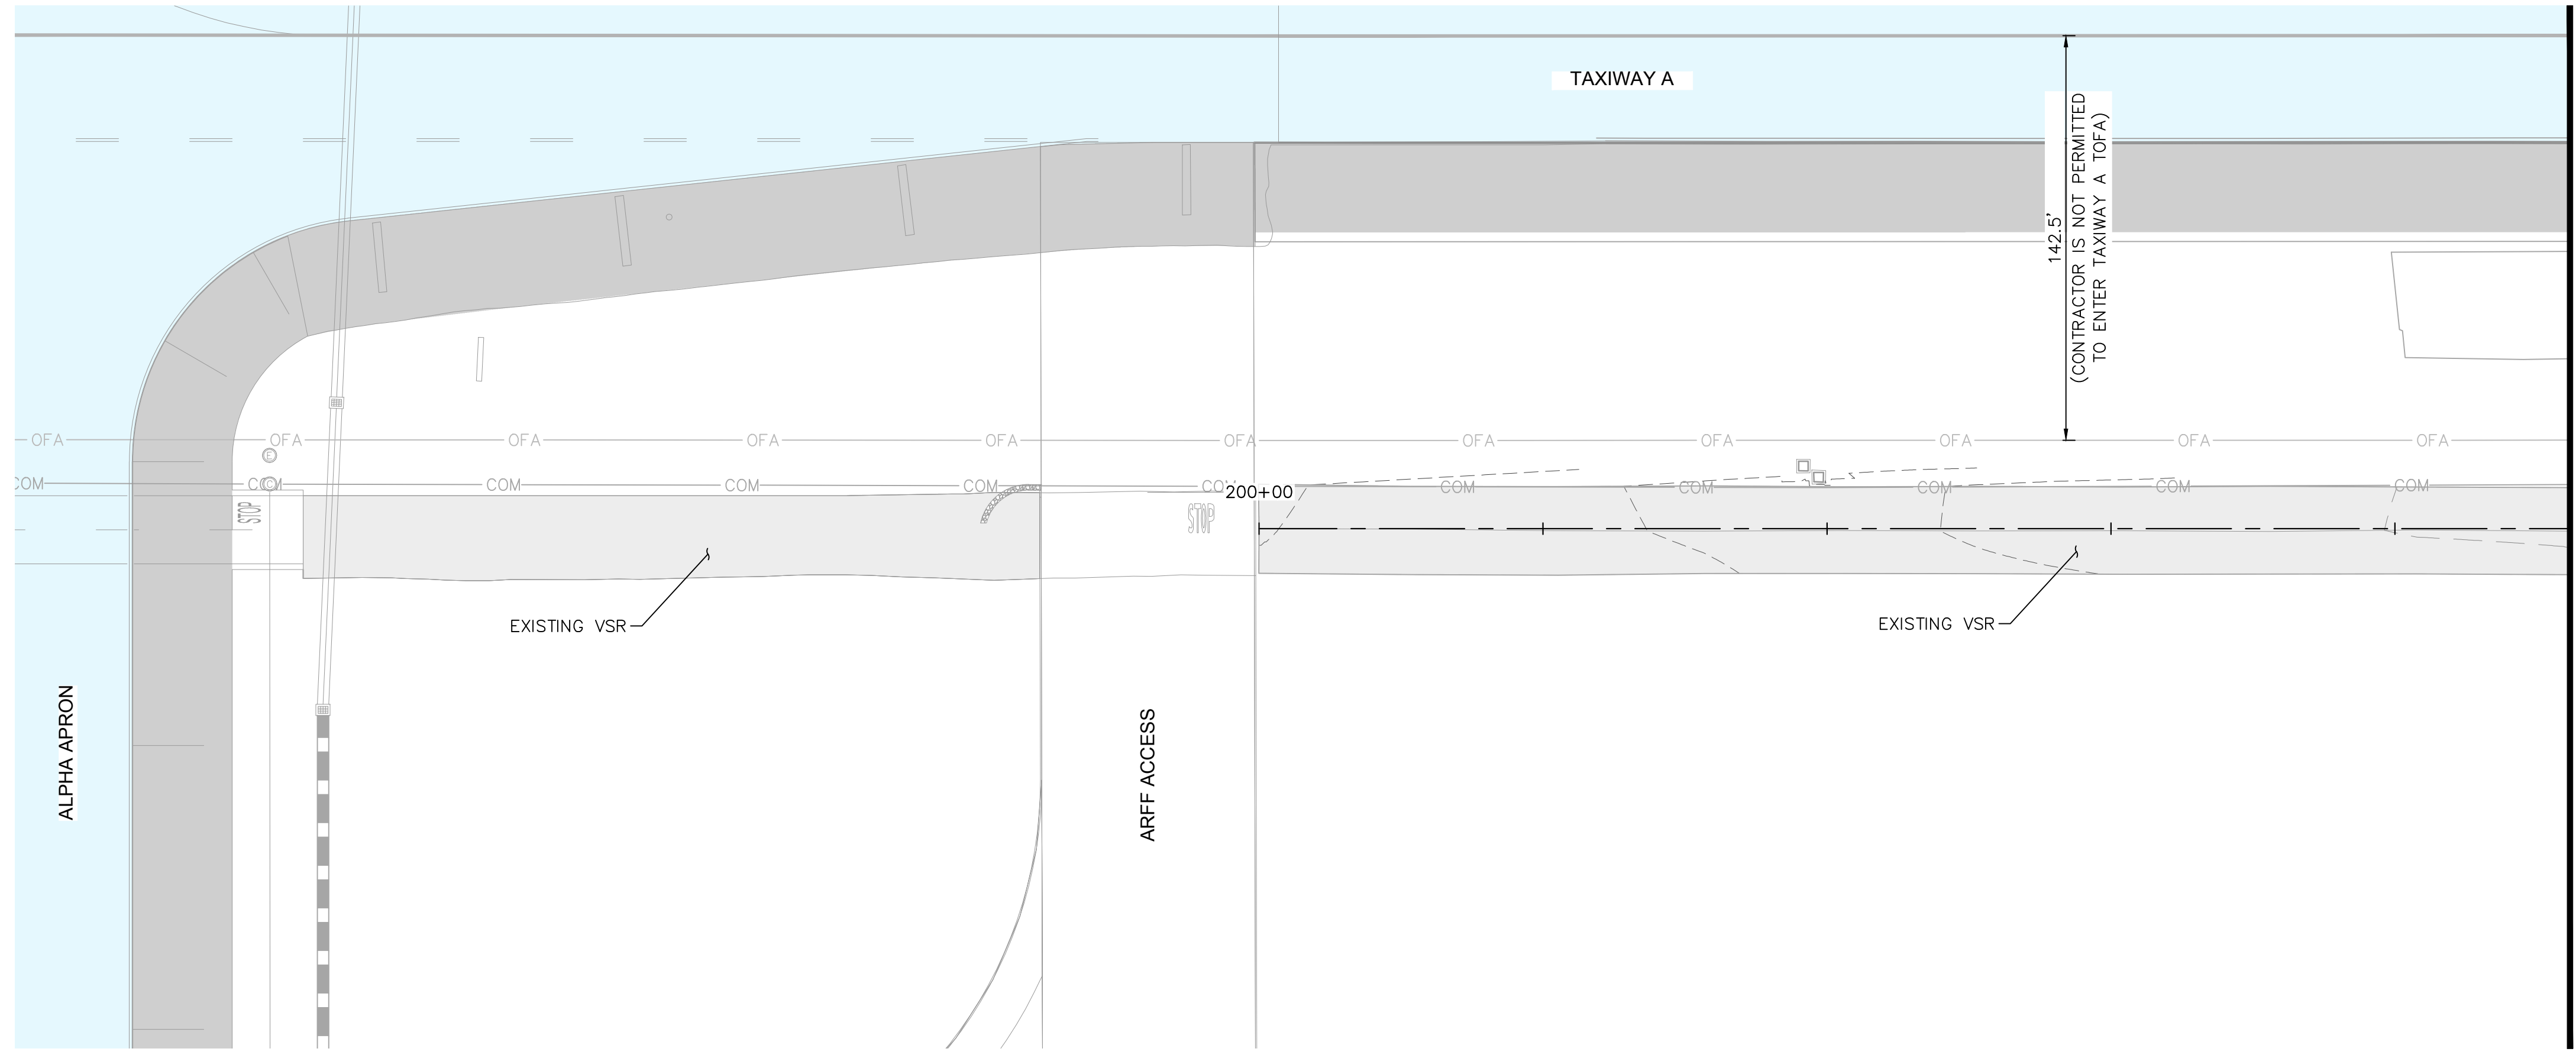 TAXIWAY A
142.5'
(CONTRACTOR IS NOT PERMITTED
TO ENTER TAXIWAY A TOFA)
OFA OFA OFA OFA OFA OFA OFA OFA OFA OFA OFA
E
COM COM COM COM COM COM COM COM COM COM COM
C
200+00
STOP
STOP
EXISTING VSR
EXISTING VSR
ALPHA APRON
ARFF ACCESS